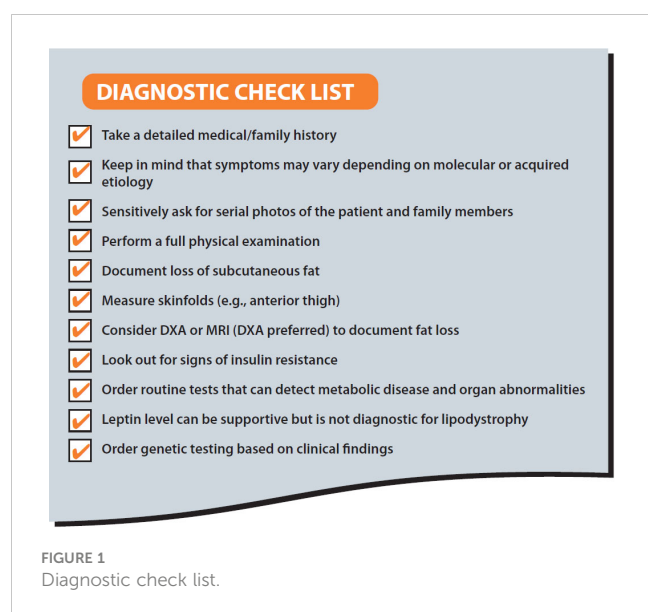 DIAGNOSTIC CHECK LIST
Take a detailed medical/family history
Keep in mind that symptoms may vary depending on molecular or acquired
etiology
Sensitively ask for serial photos of the patient and family members
Perform a full physical examination
Document loss of subcutaneous fat
Measure skinfolds (e.g., anterior thigh)
Consider DXA or MRI (DXA preferred) to document fat loss
Look out for signs of insulin resistance
Order routine tests that can detect metabolic disease and organ abnormalities
Leptin level can be supportive but is not diagnostic for lipodystrophy
Order genetic testing based on clinical findings
FIGURE 1
Diagnostic check list.